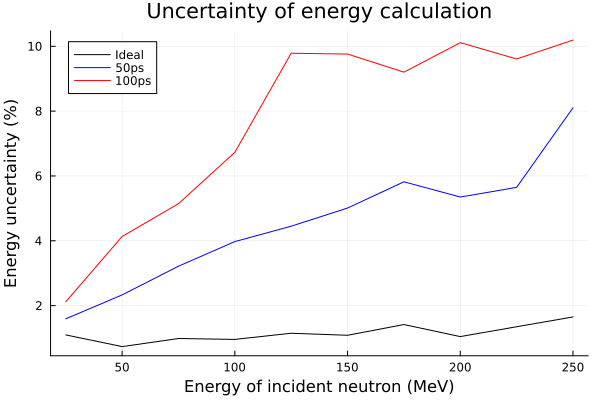 Uncertainty of energy calculation
Ideal
50ps
100ps
Energy uncertainty (%)
10
8
6
4
2
50 100 150 200 250
Energy of incident neutron (MeV)